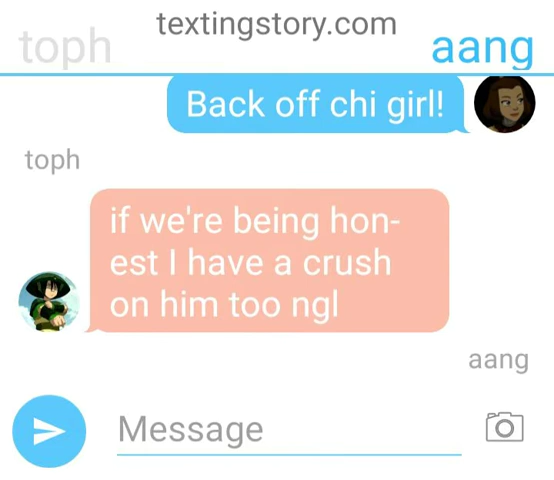 textingstory.com
toph
aang
Back off chi girl!
toph
if we're being hon-
est I have a crush
on him too ngl
aang
Message